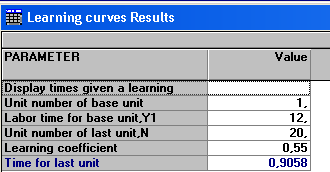 Learning curves Results
PARAMETER Value
Display times given a learning
Unit number of base unit 1,
Labor time for base unit,Y1 12,
Unit number of last unit,N 20,
Learning coefficient 0,55
Time for last unit 0,9058